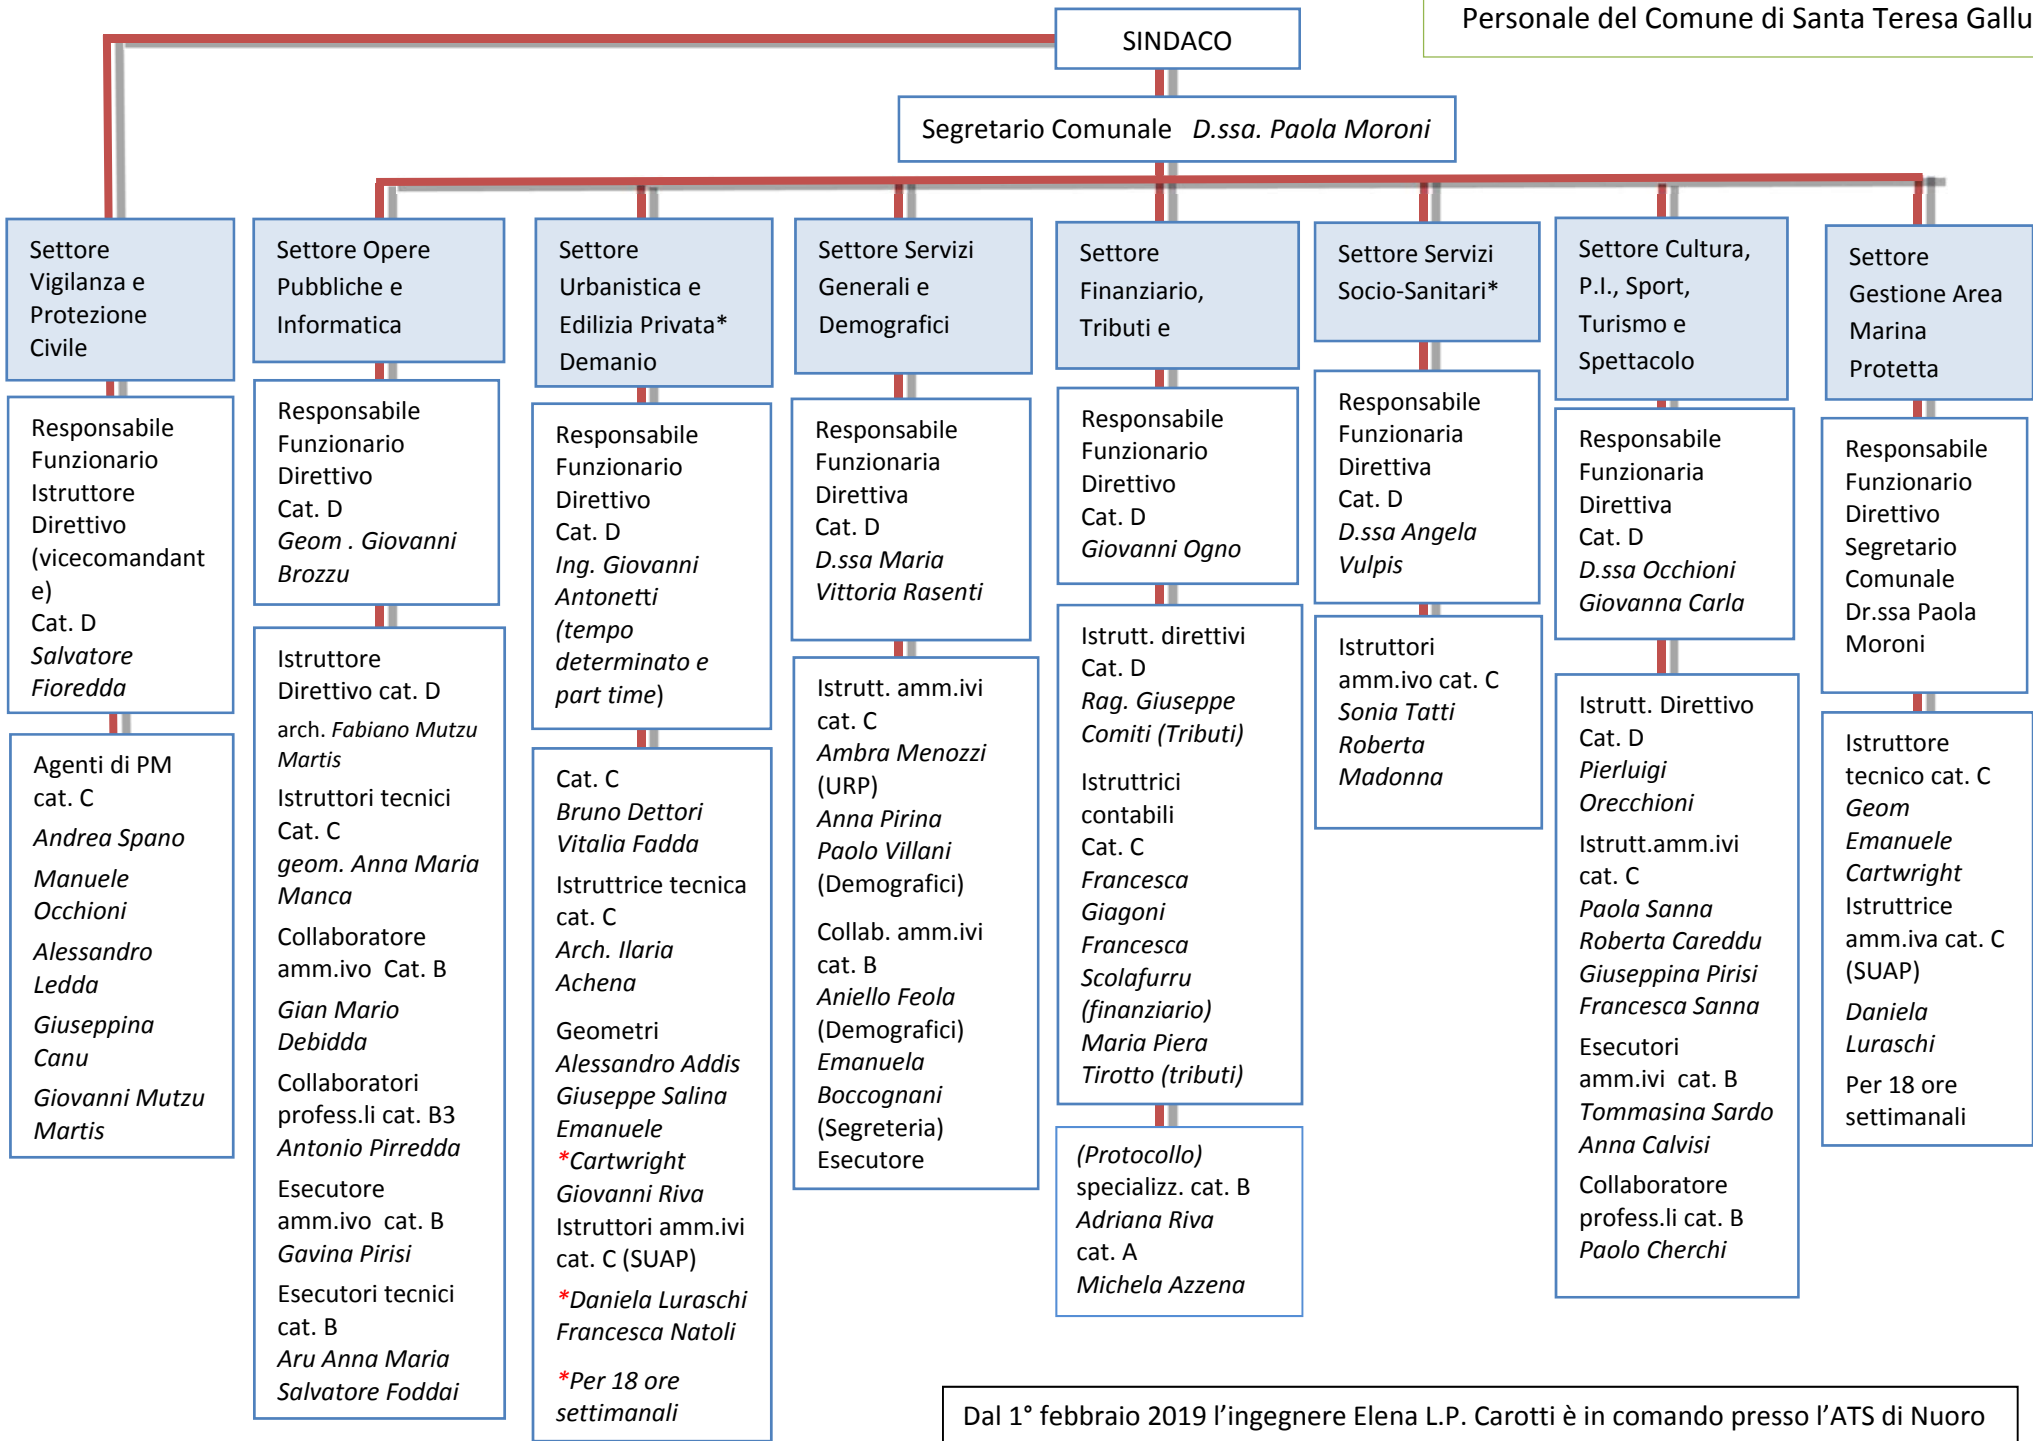 Personale del Comune di Santa Teresa Gallu
SINDACO
Segretario Comunale D.ssa. Paola Moroni
Settore
Vigilanza e
Protezione
Civile
Responsabile
Funzionario
Istruttore
Direttivo
(vicecomandant
e)
Cat. D
Salvatore
Fioredda
Agenti di PM
cat. C
Andrea Spano
Manuele
Occhioni
Alessandro
Ledda
Giuseppina
Canu
Giovanni Mutzu
Martis
Settore Opere
Pubbliche e
Informatica
Responsabile
Funzionario
Direttivo
Cat. D
Geom . Giovanni
Brozzu
Istruttore
Direttivo cat. D
arch. Fabiano Mutzu
Martis
Istruttori tecnici
Cat. C
geom. Anna Maria
Manca
Collaboratore
amm.ivo Cat. B
Gian Mario
Debidda
Collaboratori
profess.li cat. B3
Antonio Pirredda
Esecutore
amm.ivo cat. B
Gavina Pirisi
Esecutori tecnici
cat. B
Aru Anna Maria
Salvatore Foddai
Settore
Urbanistica e
Edilizia Privata*
Demanio
Responsabile
Funzionario
Direttivo
Cat. D
Ing. Giovanni
Antonetti
(tempo
determinato e
part time)
Cat. C
Bruno Dettori
Vitalia Fadda
Istruttrice tecnica
cat. C
Arch. Ilaria
Achena
Geometri
Alessandro Addis
Giuseppe Salina
Emanuele
*Cartwright
Giovanni Riva
Istruttori amm.ivi
cat. C (SUAP)
*Daniela Luraschi
Francesca Natoli
*Per 18 ore
settimanali
Settore Servizi
Generali e
Demografici
Responsabile
Funzionaria
Direttiva
Cat. D
D.ssa Maria
Vittoria Rasenti
Istrutt. amm.ivi
cat. C
Ambra Menozzi
(URP)
Anna Pirina
Paolo Villani
(Demografici)
Collab. amm.ivi
cat. B
Aniello Feola
(Demografici)
Emanuela
Boccognani
(Segreteria)
Esecutore
Settore
Finanziario,
Tributi e
Responsabile
Funzionario
Direttivo
Cat. D
Giovanni Ogno
Istrutt. direttivi
Cat. D
Rag. Giuseppe
Comiti (Tributi)
Istruttrici
contabili
Cat. C
Francesca
Giagoni
Francesca
Scolafurru
(finanziario)
Maria Piera
Tirotto (tributi)
(Protocollo)
specializz. cat. B
Adriana Riva
cat. A
Michela Azzena
Settore Servizi
Socio-Sanitari*
Responsabile
Funzionaria
Direttiva
Cat. D
D.ssa Angela
Vulpis
Istruttori
amm.ivo cat. C
Sonia Tatti
Roberta
Madonna
Settore Cultura,
P.I., Sport,
Turismo e
Spettacolo
Responsabile
Funzionaria
Direttiva
Cat. D
D.ssa Occhioni
Giovanna Carla
Istrutt. Direttivo
Cat. D
Pierluigi
Orecchioni
Istrutt.amm.ivi
cat. C
Paola Sanna
Roberta Careddu
Giuseppina Pirisi
Francesca Sanna
Esecutori
amm.ivi cat. B
Tommasina Sardo
Anna Calvisi
Collaboratore
profess.li cat. B
Paolo Cherchi
Settore
Gestione Area
Marina
Protetta
Responsabile
Funzionario
Direttivo
Segretario
Comunale
Dr.ssa Paola
Moroni
Istruttore
tecnico cat. C
Geom
Emanuele
Cartwright
Istruttrice
amm.iva cat. C
(SUAP)
Daniela
Luraschi
Per 18 ore
settimanali
Dal 1° febbraio 2019 l'ingegnere Elena L.P. Carotti è in comando presso l'ATS di Nuoro